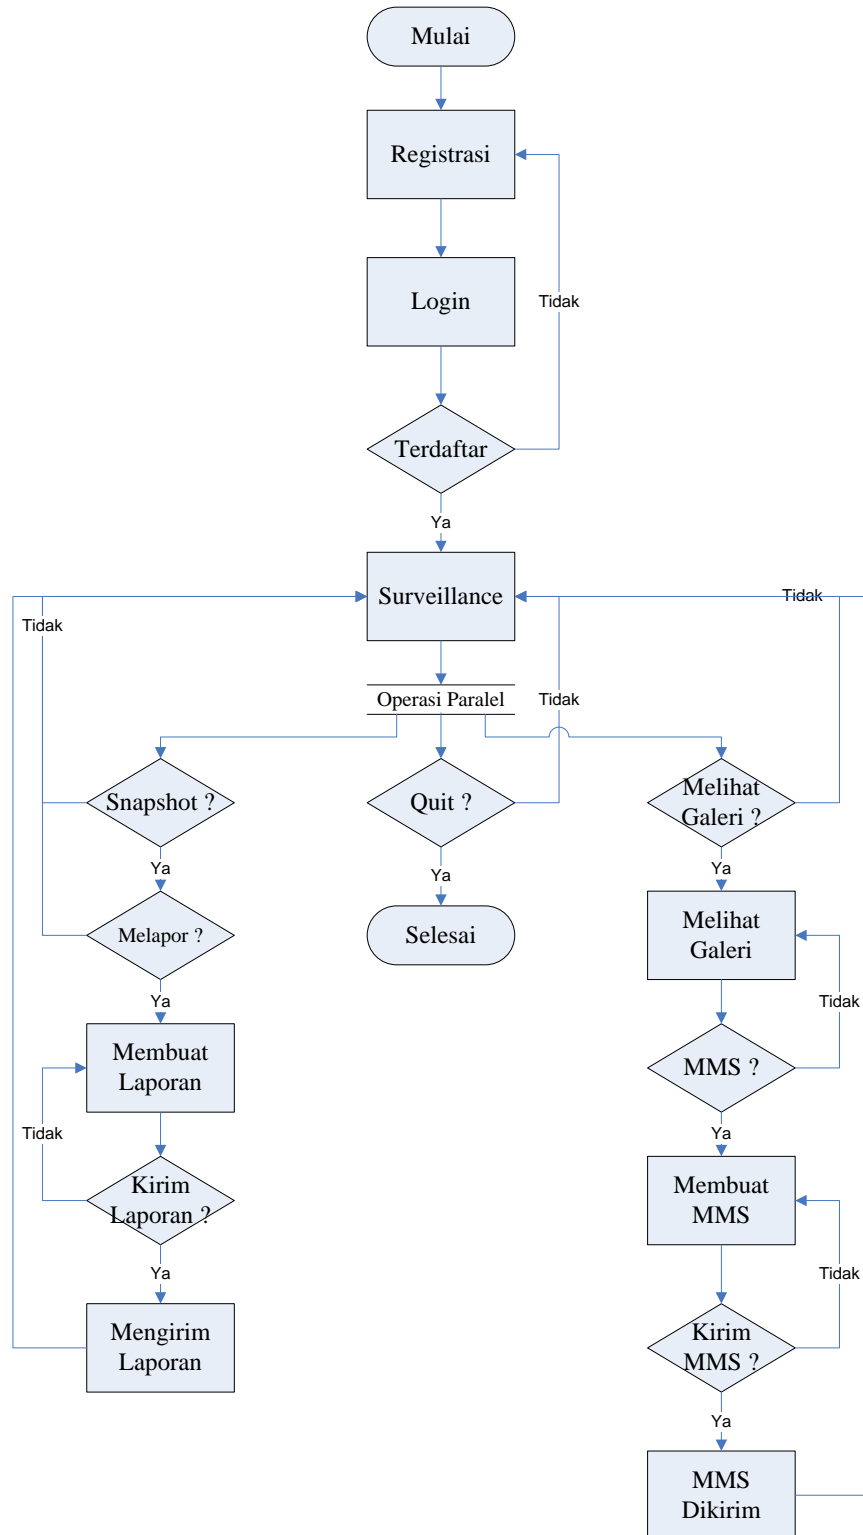 Mulai
Registrasi
Login
Tidak
Terdaftar
Ya
Surveillance
Tidak
Tidak
Operasi Paralel
Tidak
Snapshot ?
Quit ?
Melihat
Galeri ?
Ya
Ya
Ya
Melapor ?
Selesai
Melihat
Galeri
Ya
Tidak
Membuat
Laporan
MMS ?
Tidak
Ya
Kirim
Laporan ?
Membuat
MMS
Ya
Tidak
Mengirim
Laporan
Kirim
MMS ?
Ya
MMS
Dikirim